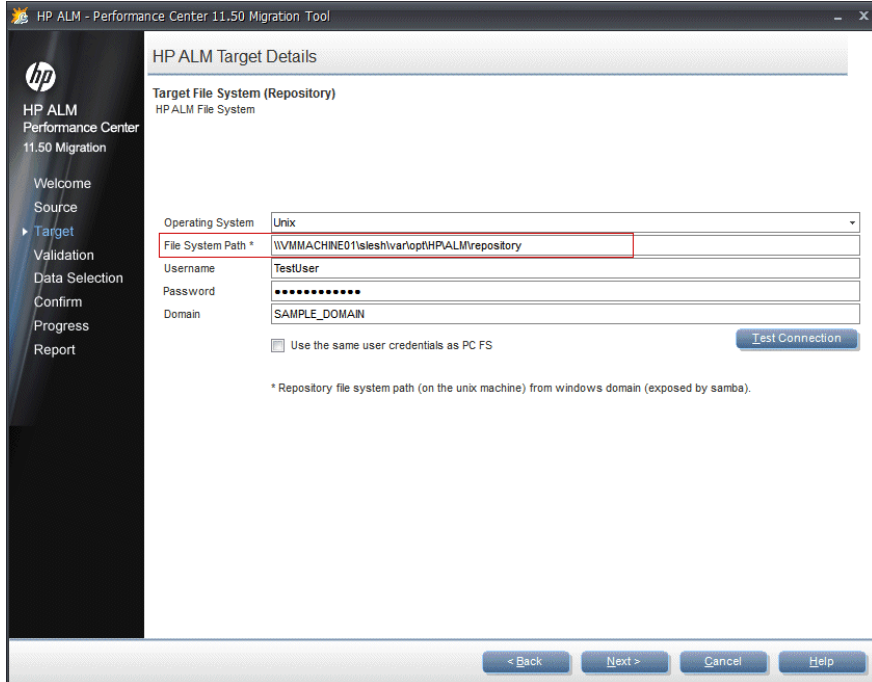 HP ALM - Performance Center 11.50 Migration Tool
hp
HP ALM
Performance Center
11.50 Migration
Welcome
Source
Target
Validation
Data Selection
Confirm
Progress
Report
HP ALM Target Details
Target File System (Repository)
HP ALM File System
Operating System Unix
File System Path * \\VMMACHINE01\slesh\var\opt\HP\ALM\repository
Username TestUser
Password ●●●●●●●●●●●●
Domain SAMPLE_DOMAIN
Use the same user credentials as PC FS
Test Connection
* Repository file system path (on the unix machine) from windows domain (exposed by samba).
< Back Next > Cancel Help